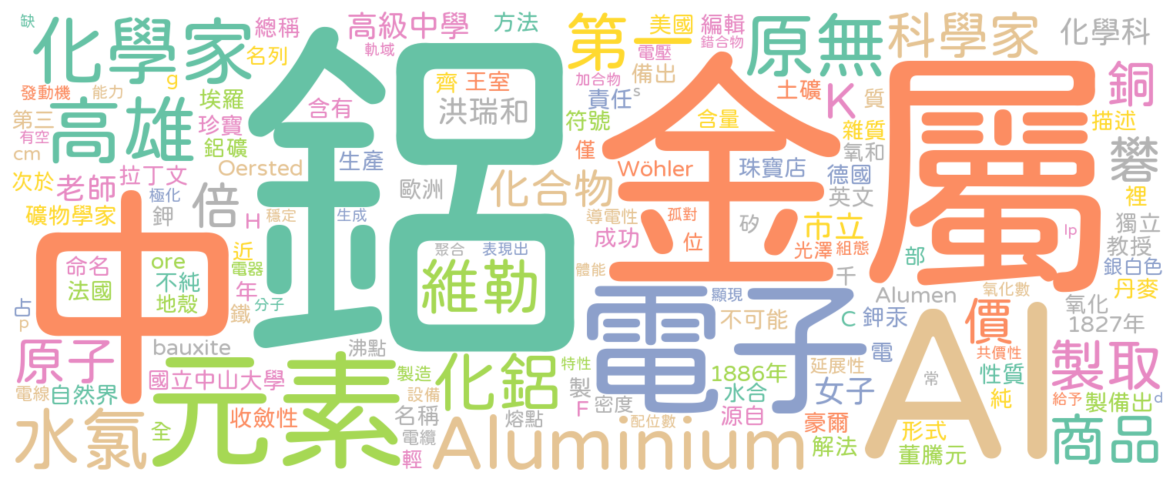 缺
化學家
總稱
高級中學
方法
第一
美國
編輯
原無
科學家
化學科
名列
軌域
電壓
錯合物
g
齊
王室
加合物
備出
土礦
K
質
銅
發動機
能力
埃羅
含有
洪瑞和
責任
s
鋁
金
屬
高雄
珍寶
符號
含量
雜質
描述
第三
有空
鋁礦
生產
僅
氧和
礬
cm
Oersted
Wöhler
珠寶店
德國
次於
老師
拉丁文
極化
歐洲
化合物
英文
裡
礦物學家
鉀
倍
H
穩定
生成
導電性
孤對
矽
市立
獨立
lp
中
近
成功
位
光澤
組態
部
教授
命名
ore
電器
聚合
表現出
銀白色
法國
不純
年
分子
維勒
體能
千
氧化數
丹麥
占
地殼
鐵
電子
顯現
Alumen
氧化
p
不可能
C
鉀汞
價
1827年
原子
bauxite
沸點
Al
電
共價性
製取
元素
化鋁
特性
延展性
電線
自然界
國立中山大學
製造
製
1886年
女子
常
性質
設備
F
密度
水合
純
給予
製備出
d
水氯
收斂性
名稱
熔點
配位數
源自
豪爾
商品
全
電纜
Aluminium
解法
形式
輕
董騰元